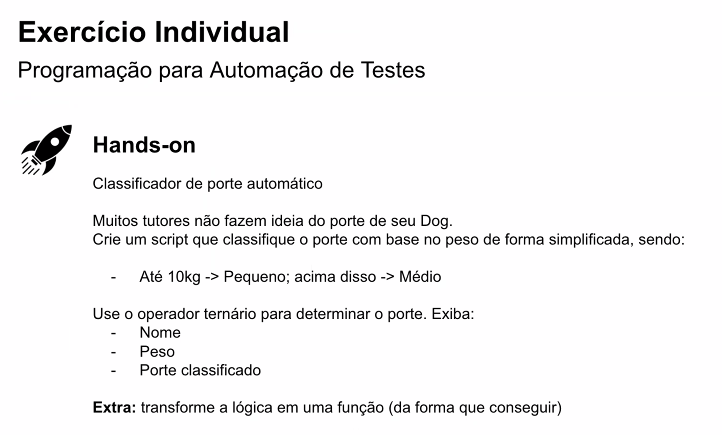 Exercício Individual
Programação para Automação de Testes
Hands-on
Classificador de porte automático
Muitos tutores não fazem ideia do porte de seu Dog.
Crie um script que classifique o porte com base no peso de forma simplificada, sendo:
- Até 10kg -> Pequeno; acima disso -> Médio
Use o operador ternário para determinar o porte. Exiba:
- Nome
- Peso
- Porte classificado
Extra: transforme a lógica em uma função (da forma que conseguir)